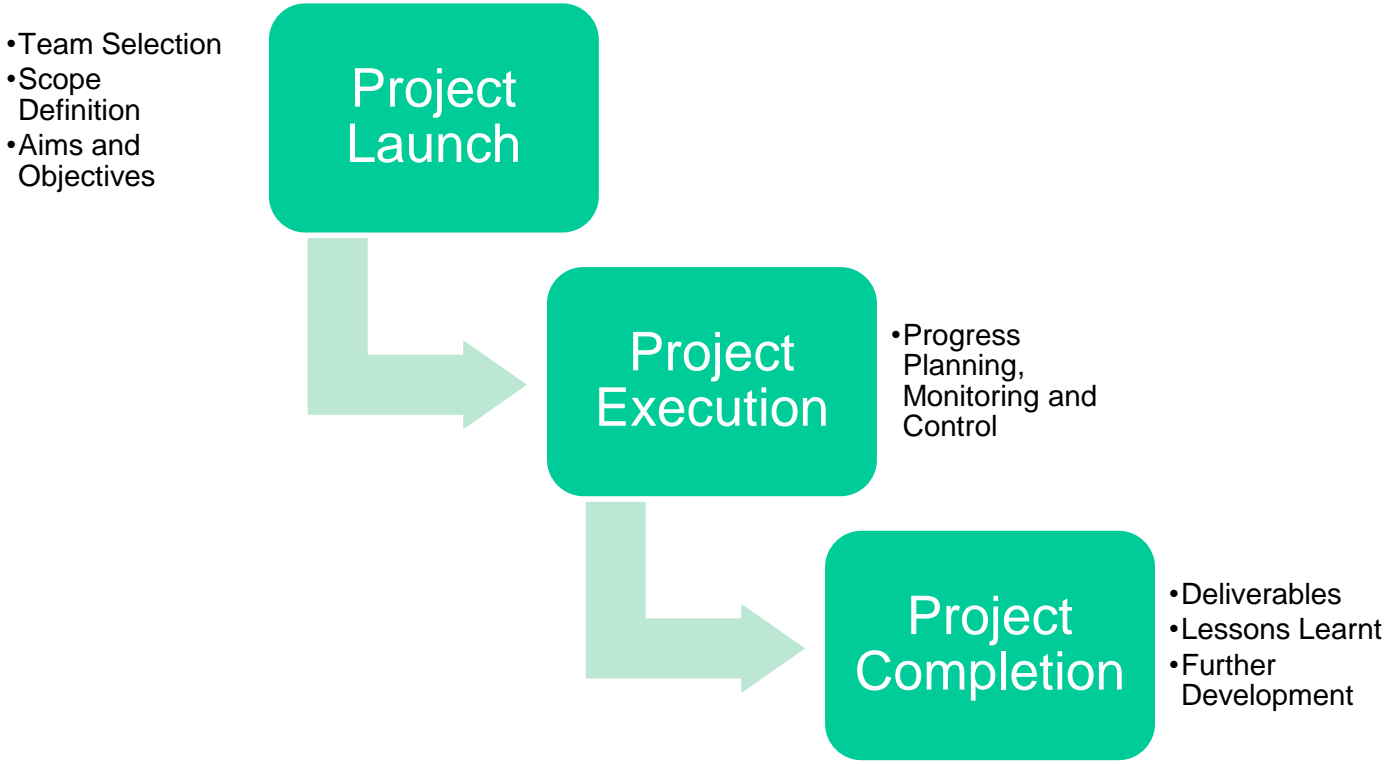 •Team Selection
•Scope
Definition
•Aims and
Objectives
Project
Launch
Project
Execution
•Progress
Planning,
Monitoring and
Control
Project
Completion
•Deliverables
•Lessons Learnt
•Further
Development